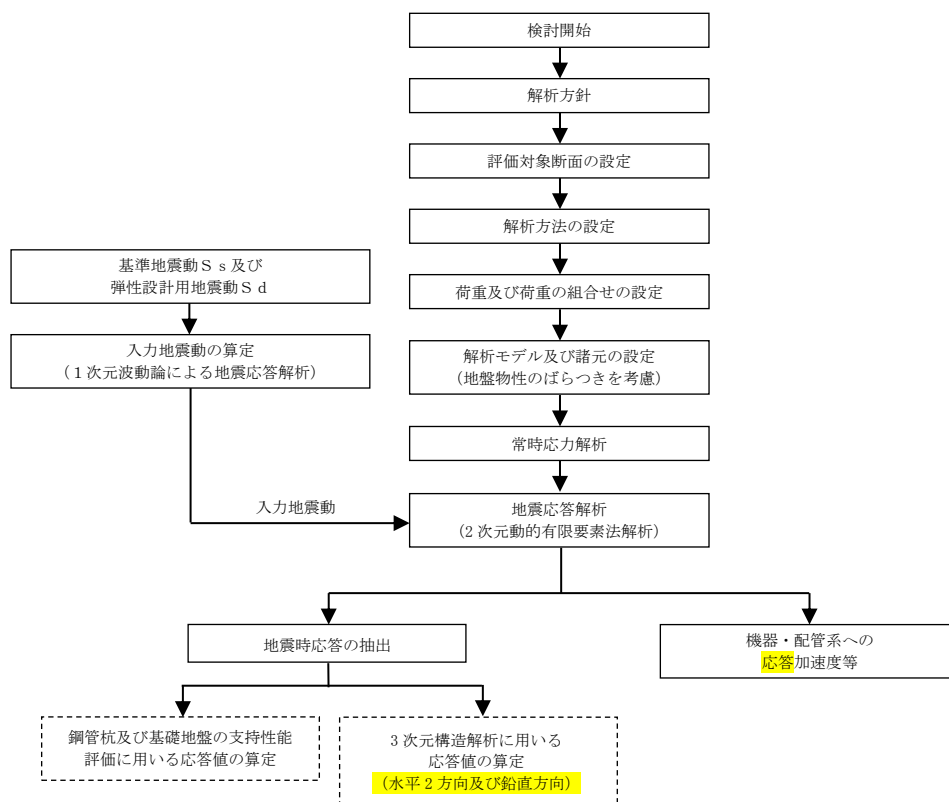 検討開始
解析方針
評価対象断面の設定
解析方法の設定
基準地震動Ｓｓ及び
弾性設計用地震動Ｓｄ
荷重及び荷重の組合せの設定
入力地震動の算定
（１次元波動論による地震応答解析）
解析モデル及び諸元の設定
（地盤物性のばらつきを考慮）
常時応力解析
入力地震動
地震応答解析
（２次元動的有限要素法解析）
地震時応答の抽出
機器・配管系への
応答加速度等
鋼管杭及び基礎地盤の支持性能
評価に用いる応答値の算定
３次元構造解析に用いる
応答値の算定
（水平２方向及び鉛直方向）